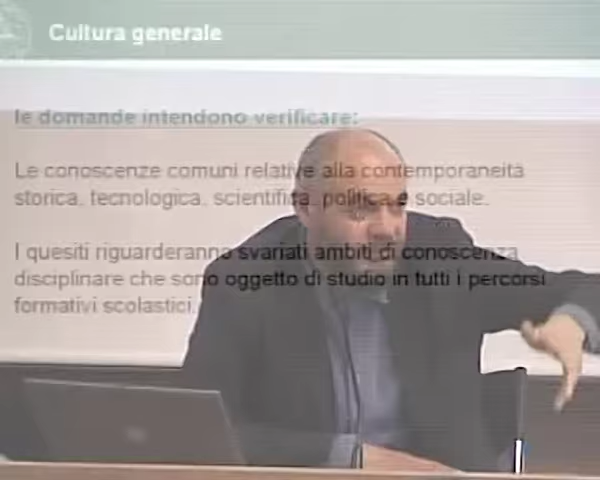 Cultura generale
le domande intendono verificare:
Le conoscenze comuni relative alla contemporaneità
storica, tecnologica, scientifica, politica e sociale.
I quesiti riguarderanno svariati ambiti di conoscenza
disciplinare che sono oggetto di studio in tutti i percorsi
formativi scolastici.